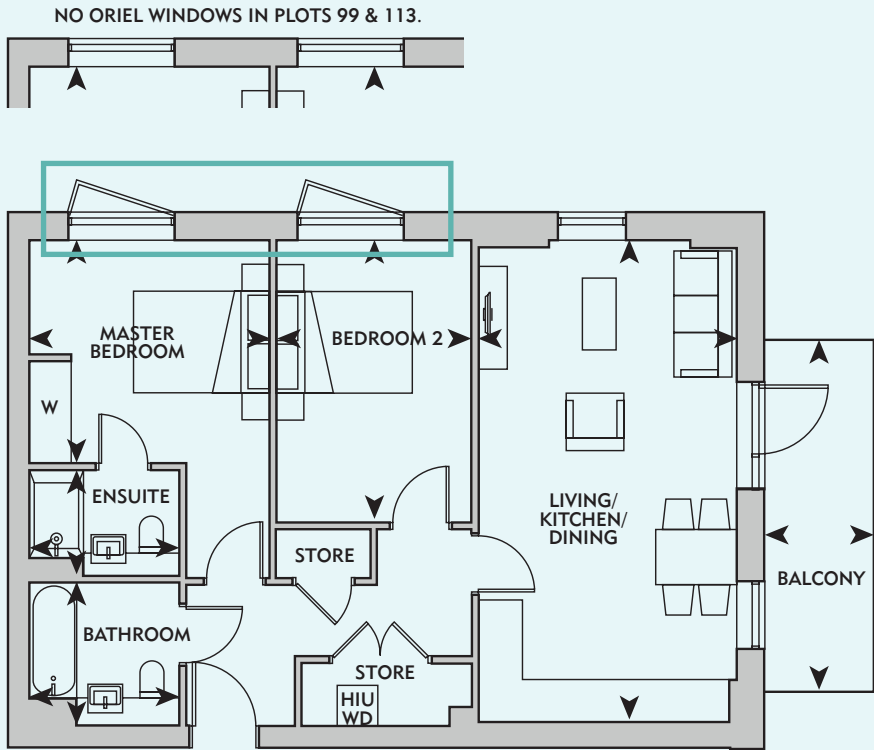 NO ORIEL WINDOWS IN PLOTS 99 & 113.
MASTER
BEDROOM
BEDROOM 2
W
ENSUITE
LIVING/
KITCHEN/
DINING
STORE
BALCONY
BATHROOM
STORE
HIU
WD